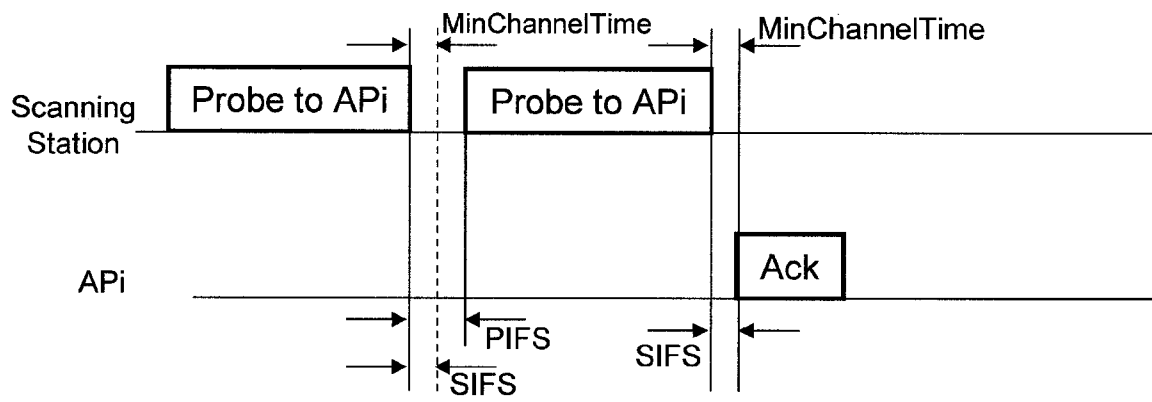 MinChannelTime
MinChannelTime
Probe to APi
Probe to APi
Scanning
Station
Ack
APi
PIFS
SIFS
SIFS